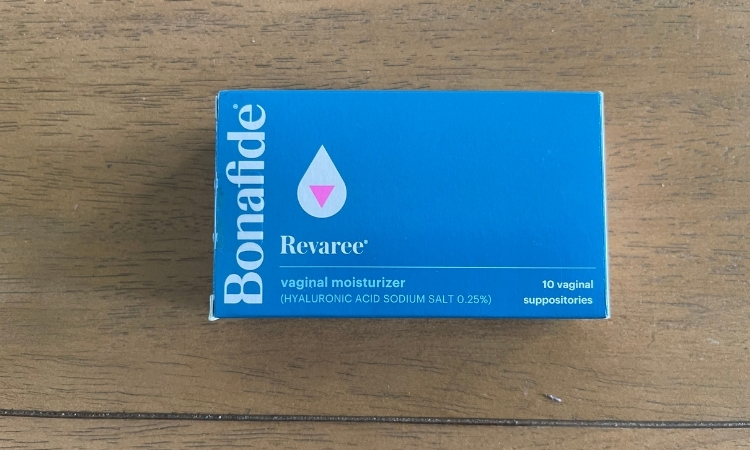 Bonafide®
Revaree®
vaginal moisturizer
(HYALURONIC ACID SODIUM SALT 0.25%)
10 vaginal
suppositories